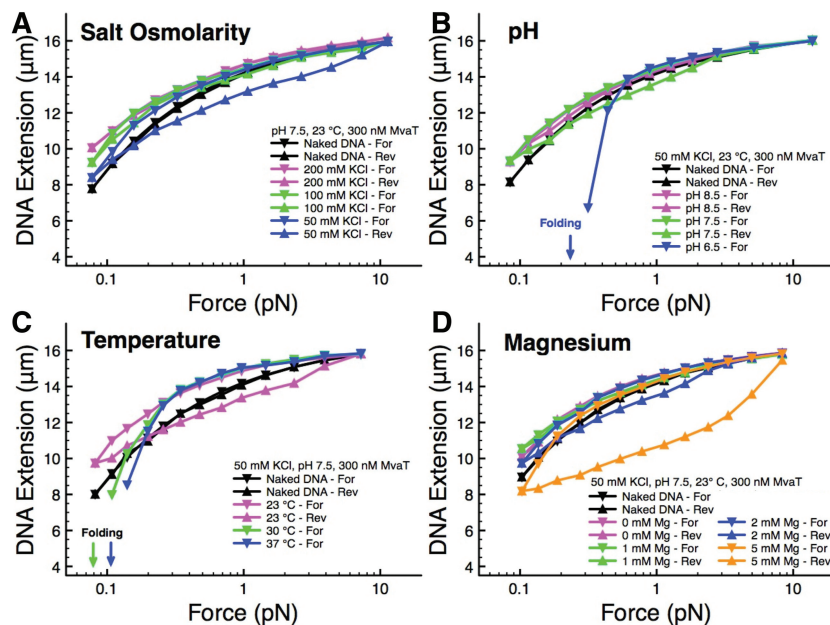 A
Salt Osmolarity
DNA Extension (µm)
16
14
12
10
8
6
4
pH 7.5, 23 °C, 300 nM MvaT
Naked DNA - For
Naked DNA - Rev
200 mM KCl - For
200 mM KCl - Rev
100 mM KCl - For
100 mM KCl - For
50 mM KCl - For
50 mM KCl - Rev
0.1
1
10
Force (pN)
B
pH
DNA Extension (µm)
16
14
12
10
8
6
4
50 mM KCl, 23 °C, 300 nM MvaT
Naked DNA - For
Naked DNA - Rev
pH 8.5 - For
pH 8.5 - Rev
pH 7.5 - For
pH 7.5 - Rev
pH 6.5 - For
Folding
0.1
1
10
Force (pN)
C
Temperature
DNA Extension (µm)
16
14
12
10
8
6
4
50 mM KCl, pH 7.5, 300 nM MvaT
Naked DNA - For
Naked DNA - Rev
23 °C - For
23 °C - Rev
30 °C - For
37 °C - For
Folding
0.1
1
10
Force (pN)
D
Magnesium
DNA Extension (µm)
16
14
12
10
8
6
4
50 mM KCl, pH 7.5, 23° C, 300 nM MvaT
Naked DNA - For
Naked DNA - Rev
0 mM Mg - For
0 mM Mg - Rev
1 mM Mg - For
1 mM Mg - Rev
2 mM Mg - For
2 mM Mg - Rev
5 mM Mg - For
5 mM Mg - Rev
0.1
1
10
Force (pN)